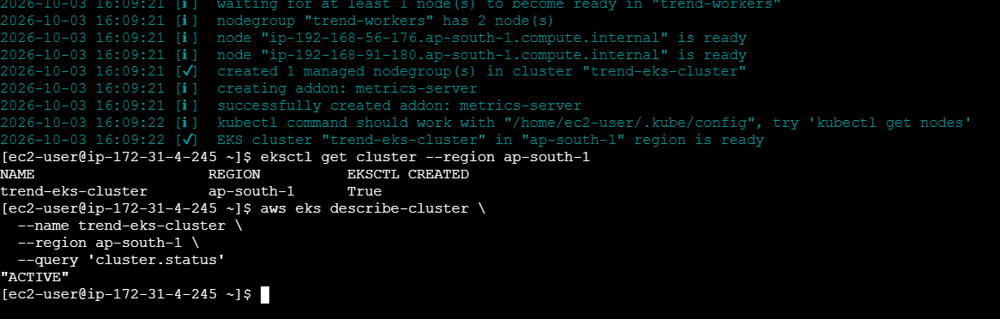 2026-10-03 16:09:21 [ℹ]  waiting for at least 1 node(s) to become ready in "trend-workers"
2026-10-03 16:09:21 [ℹ]  nodegroup "trend-workers" has 2 node(s)
2026-10-03 16:09:21 [ℹ]  node "ip-192-168-56-176.ap-south-1.compute.internal" is ready
2026-10-03 16:09:21 [ℹ]  node "ip-192-168-91-180.ap-south-1.compute.internal" is ready
2026-10-03 16:09:21 [✔]  created 1 managed nodegroup(s) in cluster "trend-eks-cluster"
2026-10-03 16:09:21 [ℹ]  creating addon: metrics-server
2026-10-03 16:09:21 [ℹ]  successfully created addon: metrics-server
2026-10-03 16:09:22 [ℹ]  kubectl command should work with "/home/ec2-user/.kube/config", try 'kubectl get nodes'
2026-10-03 16:09:22 [✔]  EKS cluster "trend-eks-cluster" in "ap-south-1" region is ready
[ec2-user@ip-172-31-4-245 ~]$ eksctl get cluster --region ap-south-1
NAME                    REGION          EKSCTL CREATED
trend-eks-cluster       ap-south-1      True
[ec2-user@ip-172-31-4-245 ~]$ aws eks describe-cluster \
  --name trend-eks-cluster \
  --region ap-south-1 \
  --query 'cluster.status'
"ACTIVE"
[ec2-user@ip-172-31-4-245 ~]$